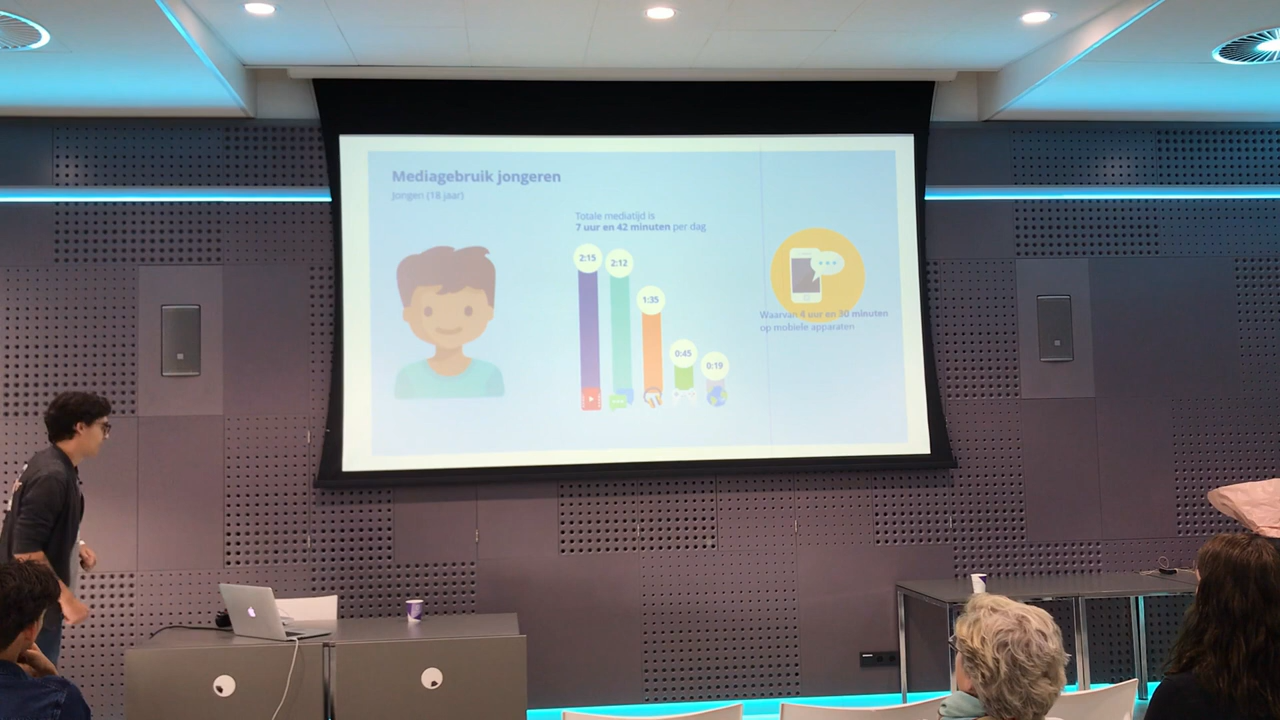 Mediagebruik jongeren
Jongen (18 jaar)
Totale mediatijd is
7 uur en 42 minuten per dag
2:15
2:12
1:35
0:45
0:19
Waarvan 4 uur en 30 minuten
op mobiele apparaten